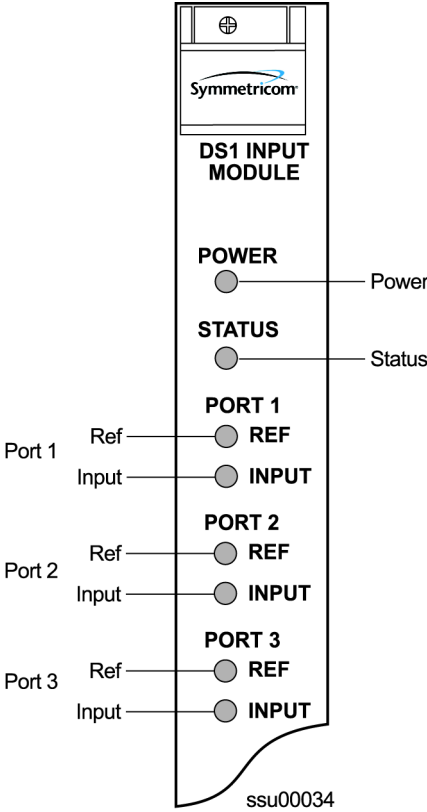 Symmetricom
DS1 INPUT
MODULE
POWER
Power
STATUS
Status
PORT 1
Port 1
Ref
REF
Input
INPUT
PORT 2
Port 2
Ref
REF
Input
INPUT
PORT 3
Port 3
Ref
REF
Input
INPUT
ssu00034